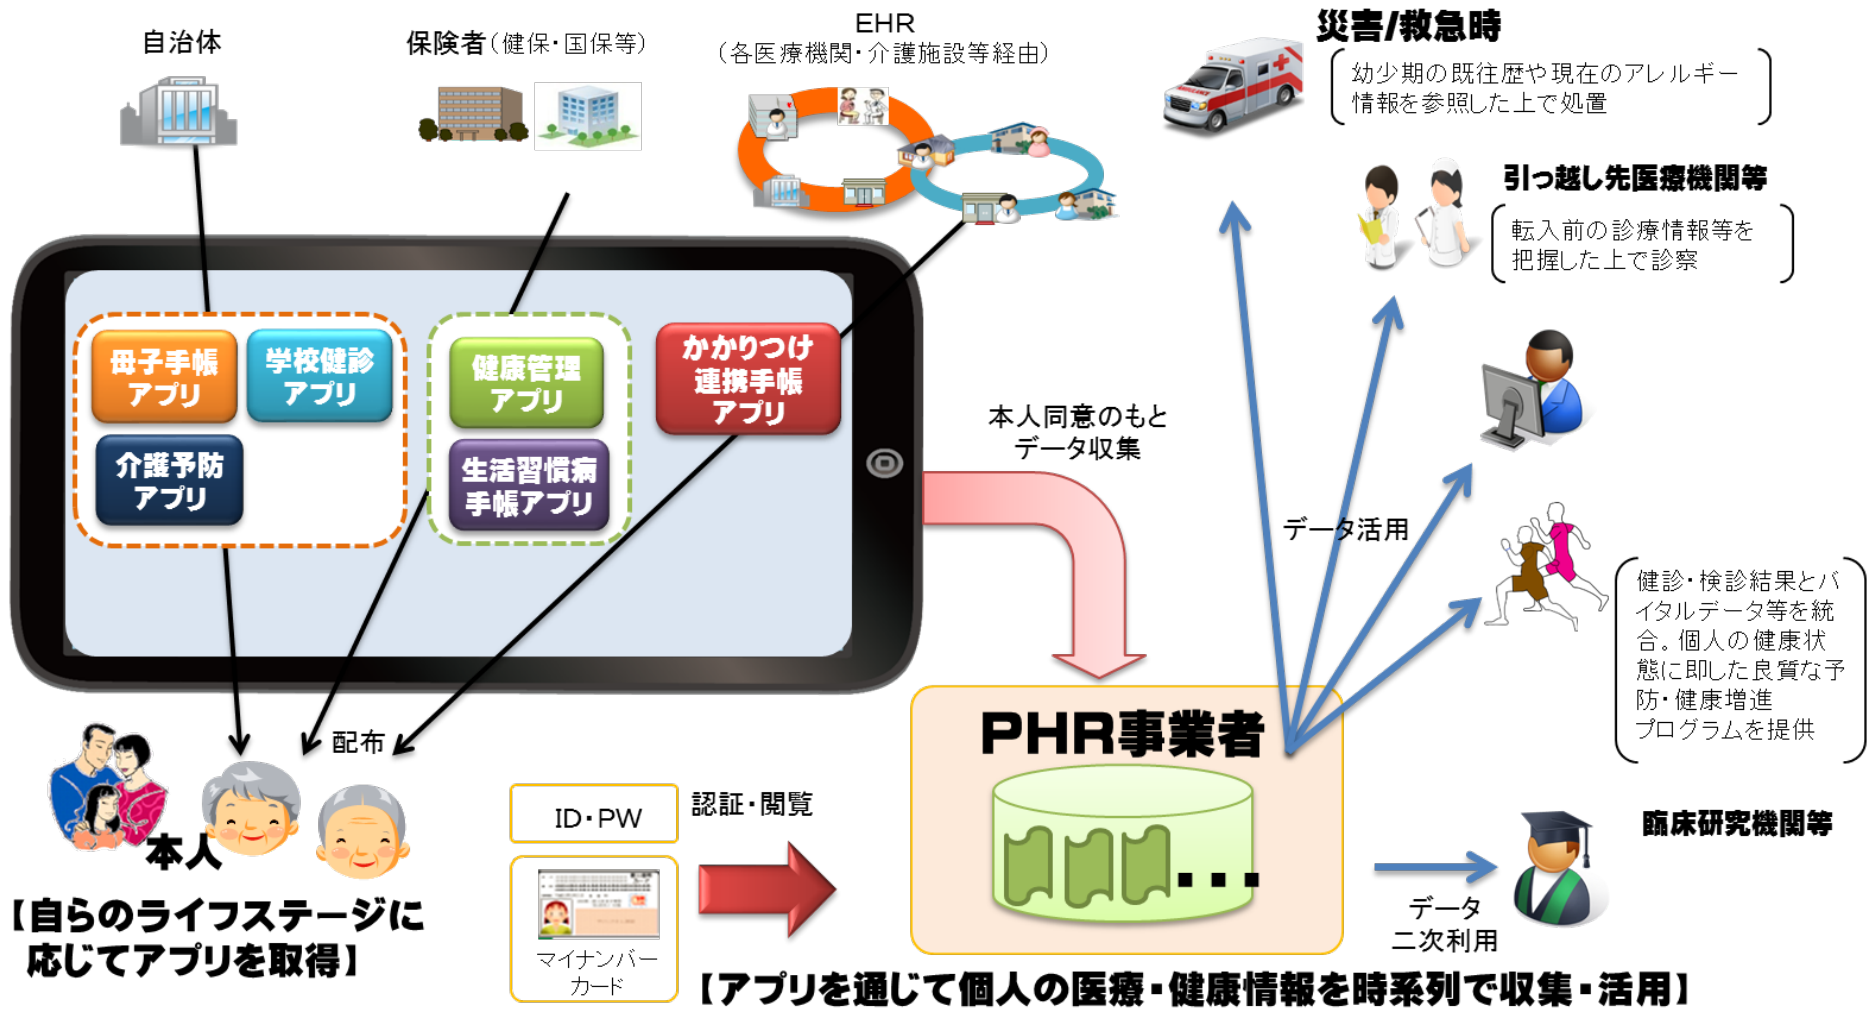 自治体
保険者（健保・国保等）
EHR
（各医療機関・介護施設等経由）
災害/救急時
幼少期の既往歴や現在のアレルギー
情報を参照した上で処置
引っ越し先医療機関等
転入前の診療情報等を
把握した上で診察
母子手帳
アプリ
学校健診
アプリ
介護予防
アプリ
健康管理
アプリ
生活習慣病
手帳アプリ
かかりつけ
連携手帳
アプリ
本人同意のもと
データ収集
データ活用
健診・検診結果とバ
イタルデータ等を統
合。個人の健康状
態に即した良質な予
防・健康増進
プログラムを提供
配布
本人
【自らのライフステージに
応じてアプリを取得】
ID・PW
認証・閲覧
マイナンバー
カード
PHR事業者
...
臨床研究機関等
データ
二次利用
【アプリを通じて個人の医療・健康情報を時系列で収集・活用】